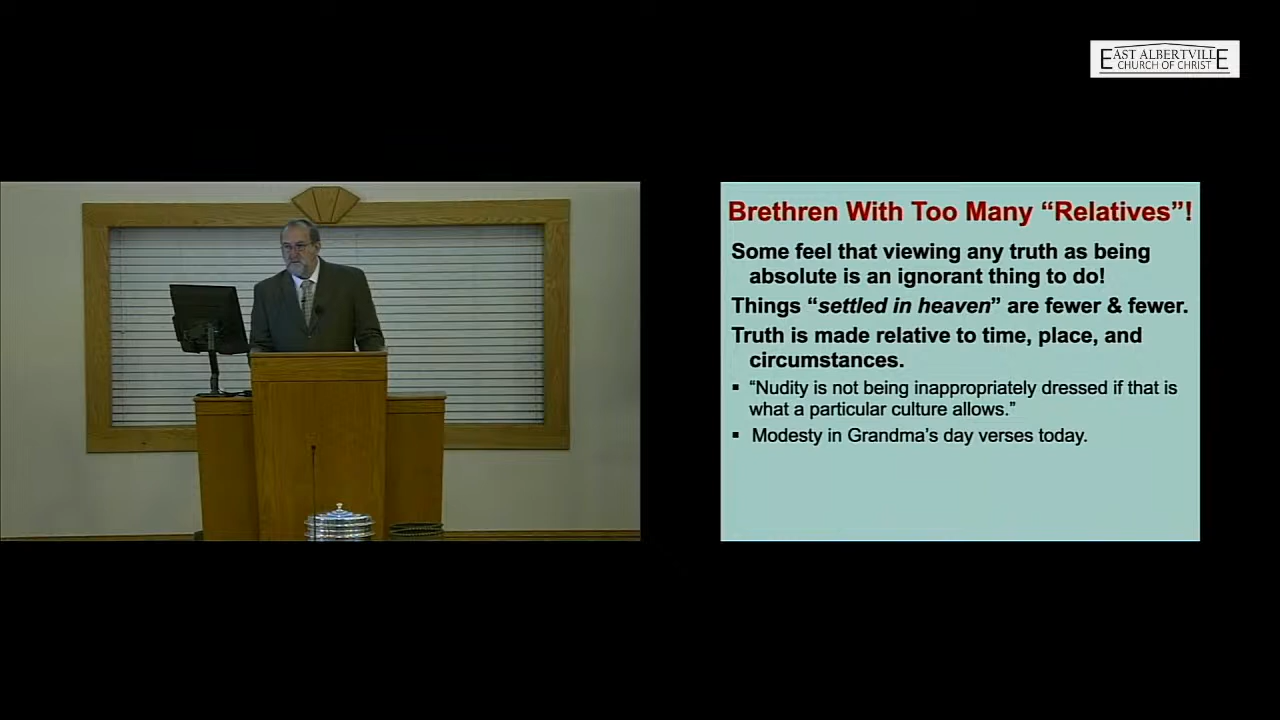 EAST ALBERTVILLE
CHURCH OF CHRIST
Brethren With Too Many “Relatives”!
Some feel that viewing any truth as being
absolute is an ignorant thing to do!
Things “settled in heaven” are fewer & fewer.
Truth is made relative to time, place, and
circumstances.
▪ “Nudity is not being inappropriately dressed if that is
what a particular culture allows.”
▪ Modesty in Grandma’s day verses today.